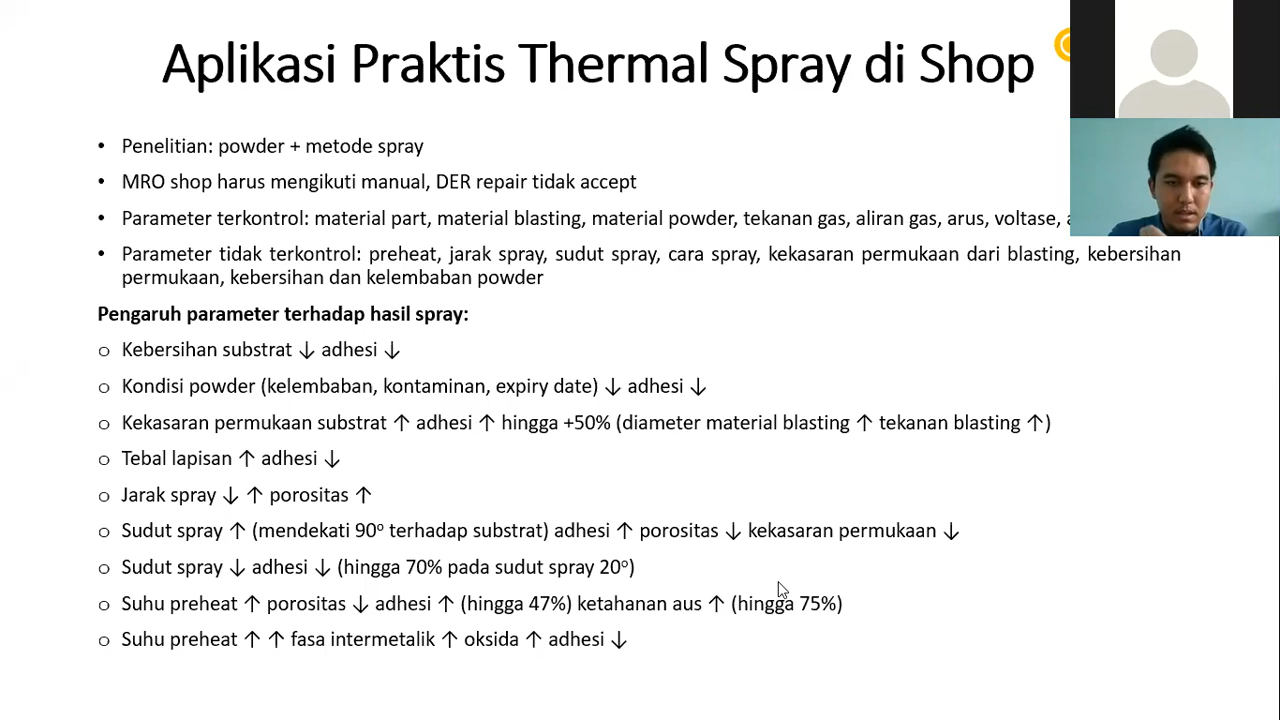 Aplikasi Praktis Thermal Spray di Shop
• Penelitian: powder + metode spray
• MRO shop harus mengikuti manual, DER repair tidak accept
• Parameter terkontrol: material part, material blasting, material powder, tekanan gas, aliran gas, arus, voltase,
• Parameter tidak terkontrol: preheat, jarak spray, sudut spray, cara spray, kekasaran permukaan dari blasting, kebersihan
permukaan, kebersihan dan kelembaban powder
Pengaruh parameter terhadap hasil spray:
o Kebersihan substrat ↓ adhesi ↓
o Kondisi powder (kelembaban, kontaminan, expiry date) ↓ adhesi ↓
o Kekasaran permukaan substrat ↑ adhesi ↑ hingga +50% (diameter material blasting ↑ tekanan blasting ↑)
o Tebal lapisan ↑ adhesi ↓
o Jarak spray ↓ ↑ porositas ↑
o Sudut spray ↑ (mendekati 90° terhadap substrat) adhesi ↑ porositas ↓ kekasaran permukaan ↓
o Sudut spray ↓ adhesi ↓ (hingga 70% pada sudut spray 20°)
o Suhu preheat ↑ porositas ↓ adhesi ↑ (hingga 47%) ketahanan aus ↑ (hingga 75%)
o Suhu preheat ↑ ↑ fasa intermetalik ↑ oksida ↑ adhesi ↓